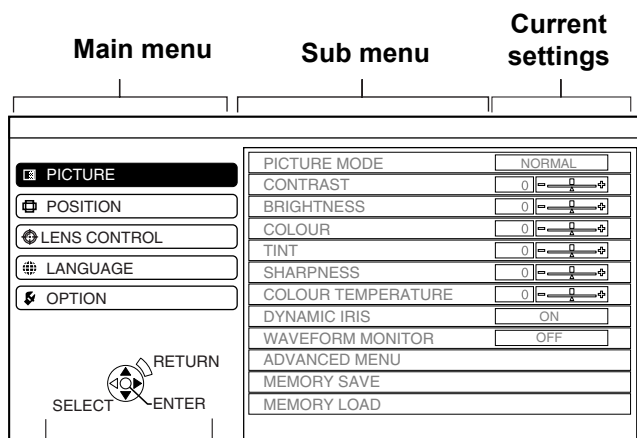 Main menu
Sub menu
Current
settings
PICTURE
POSITION
LENS CONTROL
LANGUAGE
OPTION
RETURN
SELECT
ENTER
PICTURE MODE NORMAL
CONTRAST 0
BRIGHTNESS 0
COLOUR 0
TINT 0
SHARPNESS 0
COLOUR TEMPERATURE 0
DYNAMIC IRIS ON
WAVEFORM MONITOR OFF
ADVANCED MENU
MEMORY SAVE
MEMORY LOAD